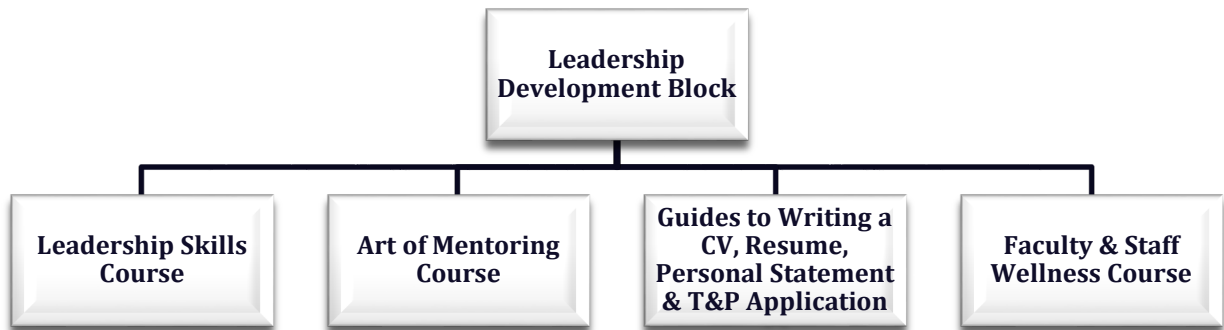 Leadership
Development Block
Leadership Skills
Course
Art of Mentoring
Course
Guides to Writing a
CV, Resume,
Personal Statement
& T&P Application
Faculty & Staff
Wellness Course